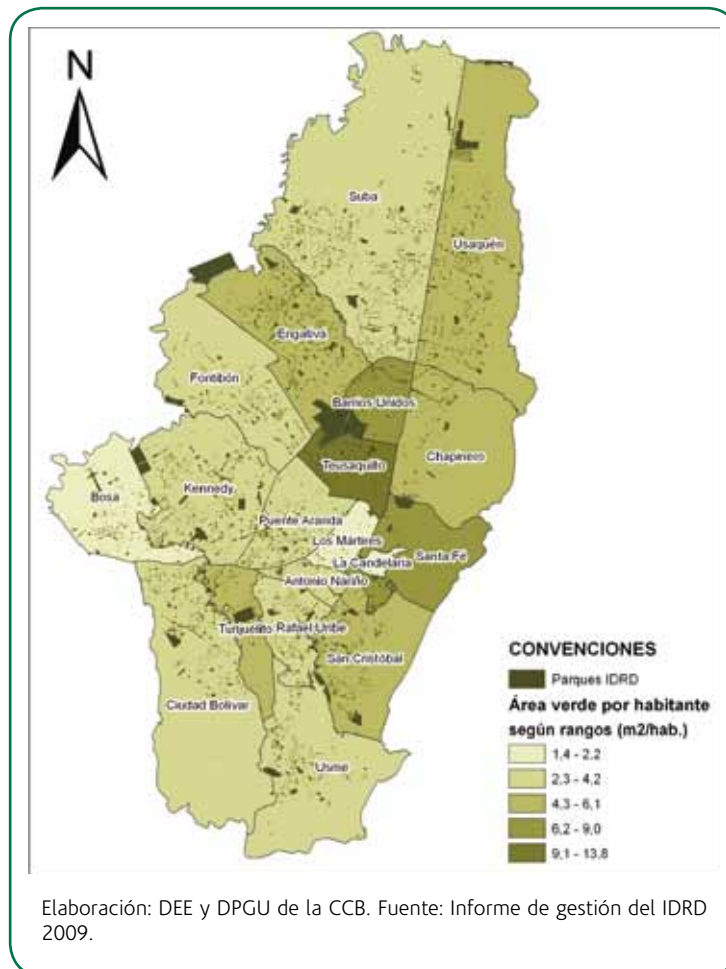 N
Suba
Usaquén
Engativa
Fontibón
Barrios Unidos
Teusaquillo
Chapinero
Bosa
Kennedy
Puente Aranda
Los Mártires
La Candelaria
Santa Fe
Antonio Nariño
Tunjuelito
Rafael Uribe
San Cristóbal
Ciudad Bolívar
Usme
CONVENCIONES
Parques IDRD
Área verde por habitante
según rangos (m2/hab.)
1,4 - 2,2
2,3 - 4,2
4,3 - 6,1
6,2 - 9,0
9,1 - 13,8
Elaboración: DEE y DPGU de la CCB. Fuente: Informe de gestión del IDRD
2009.